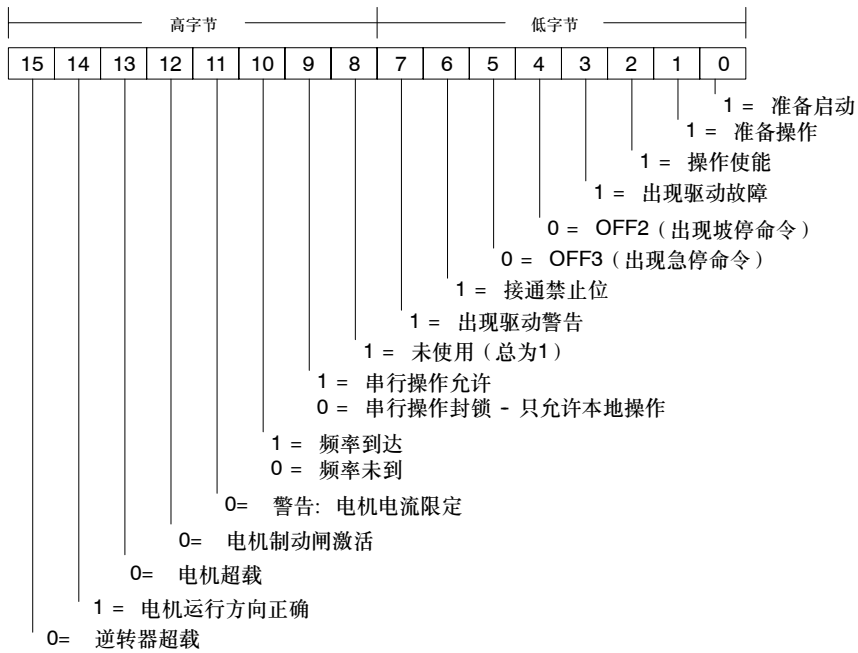 高字节 低字节
15 14 13 12 11 10 9 8 7 6 5 4 3 2 1 0
1 = 准备启动
1 = 准备操作
1 = 操作使能
1 = 出现驱动故障
0 = OFF2（出现坡停命令）
0 = OFF3（出现急停命令）
1 = 接通禁止位
1 = 出现驱动警告
1 = 未使用（总为1）
1 = 串行操作允许
0 = 串行操作封锁 - 只允许本地操作
1 = 频率到达
0 = 频率未到
0= 警告: 电机电流限定
0= 电机制动闸激活
0= 电机超载
1 = 电机运行方向正确
0= 逆转器超载